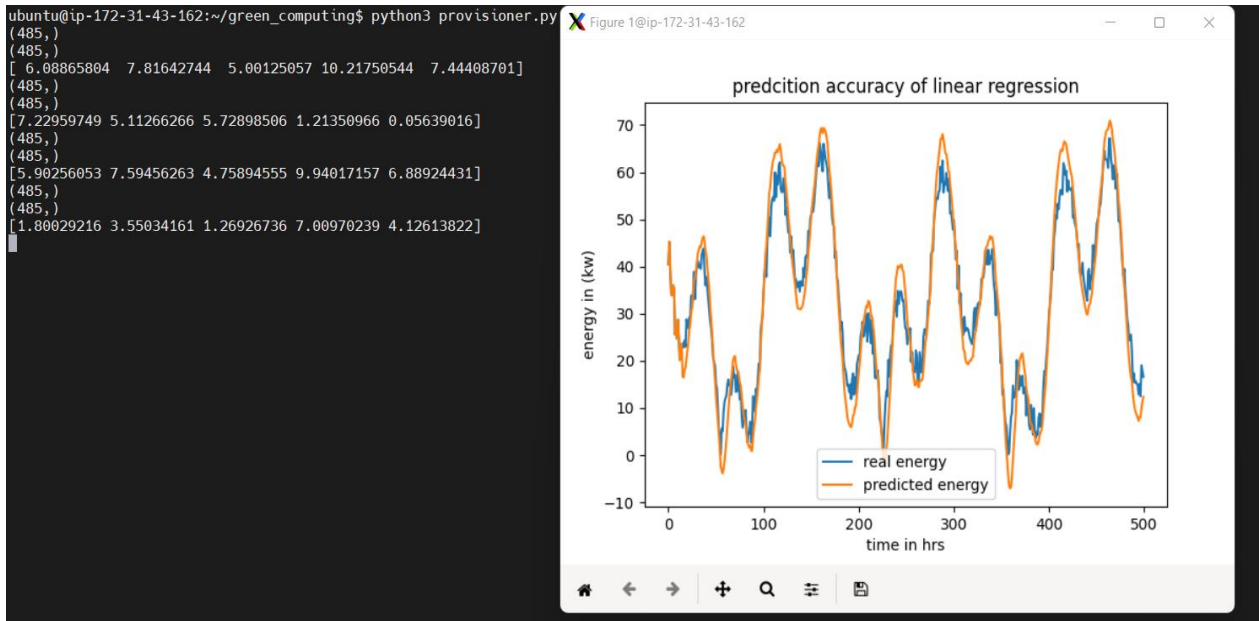 ubuntu@ip-172-31-43-162:~/green_computing$ python3 provisioner.py
(485,)
(485,)
[ 6.08865804  7.81642744  5.00125057 10.21750544  7.44408701]
(485,)
(485,)
[7.22959749 5.11266266 5.72898506 1.21350966 0.05639016]
(485,)
(485,)
[5.90256053 7.59456263 4.75894555 9.94017157 6.88924431]
(485,)
(485,)
[1.80029216 3.55034161 1.26926736 7.00970239 4.12613822]
Figure 1@ip-172-31-43-162
predcition accuracy of linear regression
energy in (kw)
70
60
50
40
30
20
10
0
−10
real energy
predicted energy
0 100 200 300 400 500
time in hrs